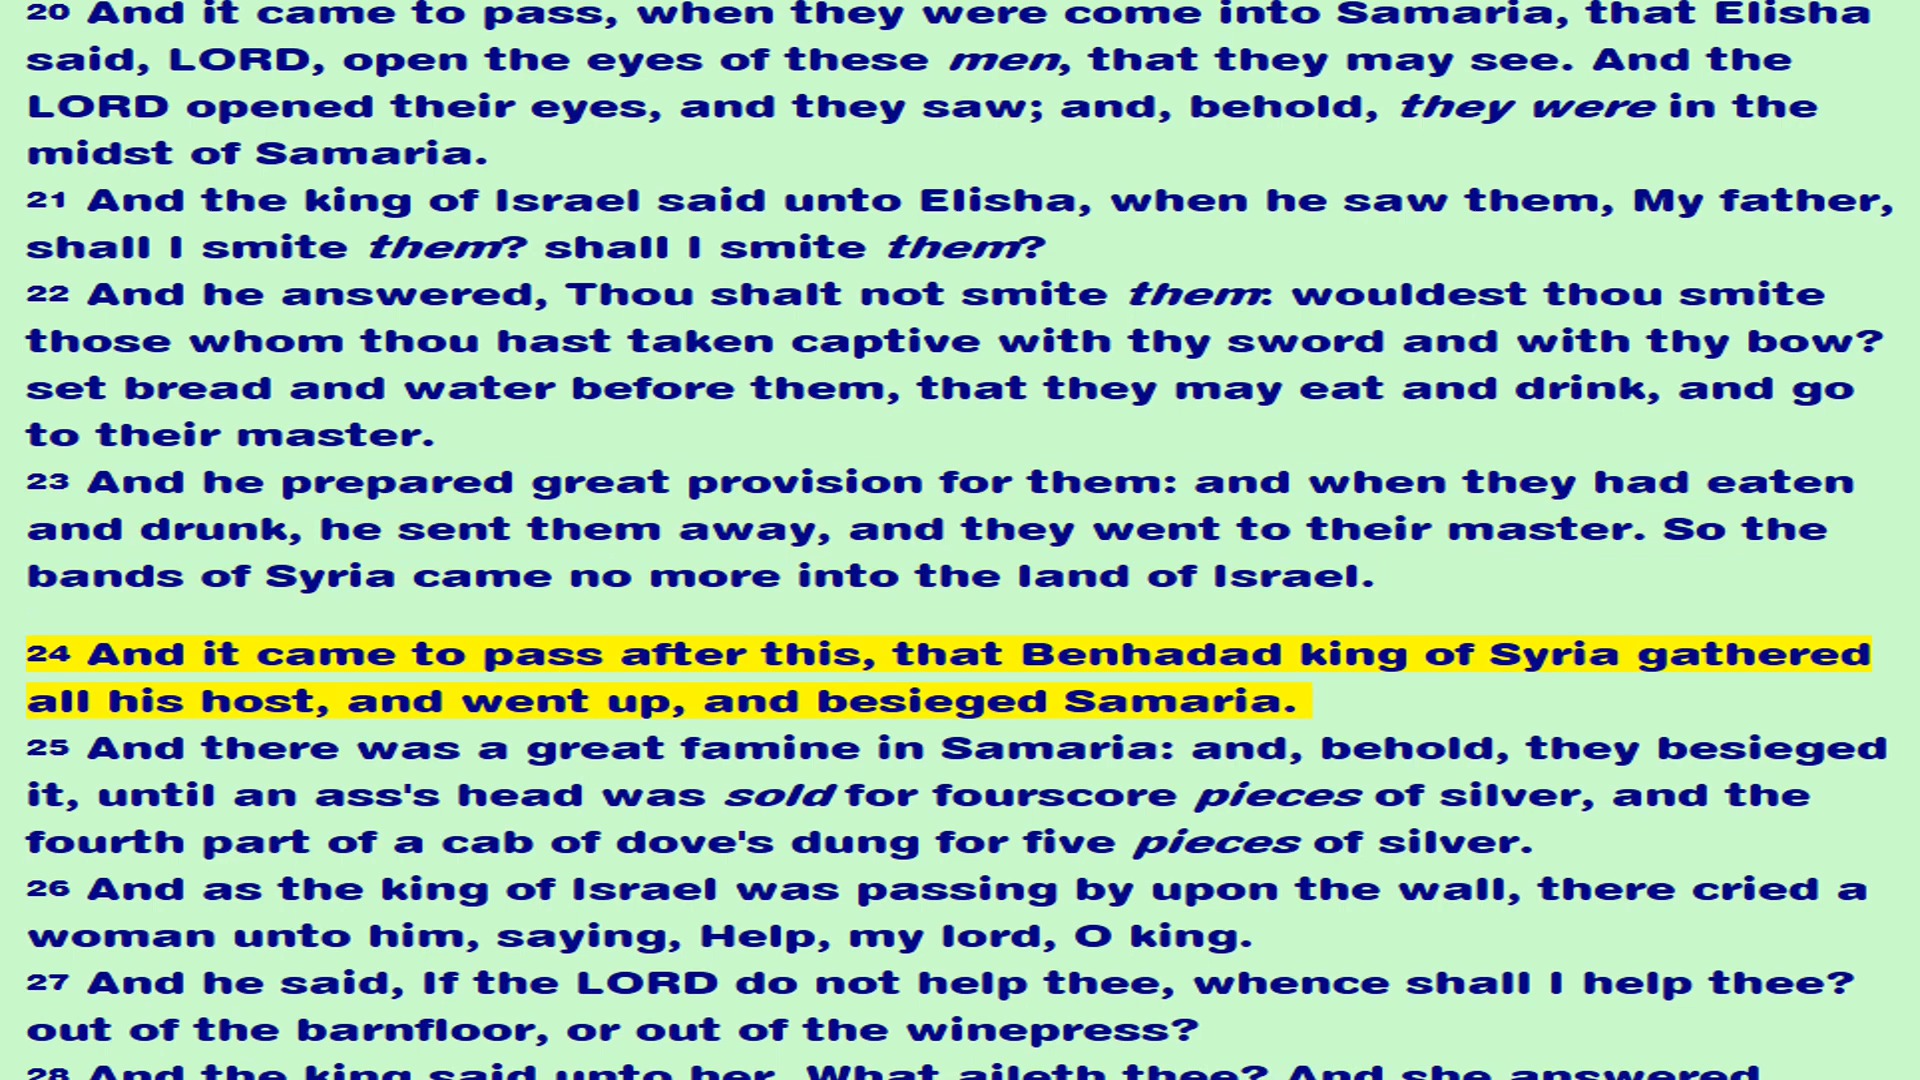 20 And it came to pass, when they were come into Samaria, that Elisha
said, LORD, open the eyes of these men, that they may see. And the
LORD opened their eyes, and they saw; and, behold, they were in the
midst of Samaria.
21 And the king of Israel said unto Elisha, when he saw them, My father,
shall I smite them? shall I smite them?
22 And he answered, Thou shalt not smite them: wouldest thou smite
those whom thou hast taken captive with thy sword and with thy bow?
set bread and water before them, that they may eat and drink, and go
to their master.
23 And he prepared great provision for them: and when they had eaten
and drunk, he sent them away, and they went to their master. So the
bands of Syria came no more into the land of Israel.
24 And it came to pass after this, that Benhadad king of Syria gathered
all his host, and went up, and besieged Samaria.
25 And there was a great famine in Samaria: and, behold, they besieged
it, until an ass's head was sold for fourscore pieces of silver, and the
fourth part of a cab of dove's dung for five pieces of silver.
26 And as the king of Israel was passing by upon the wall, there cried a
woman unto him, saying, Help, my lord, O king.
27 And he said, If the LORD do not help thee, whence shall I help thee?
out of the barnfloor, or out of the winepress?
28 And the king said unto her, What aileth thee? And she answered